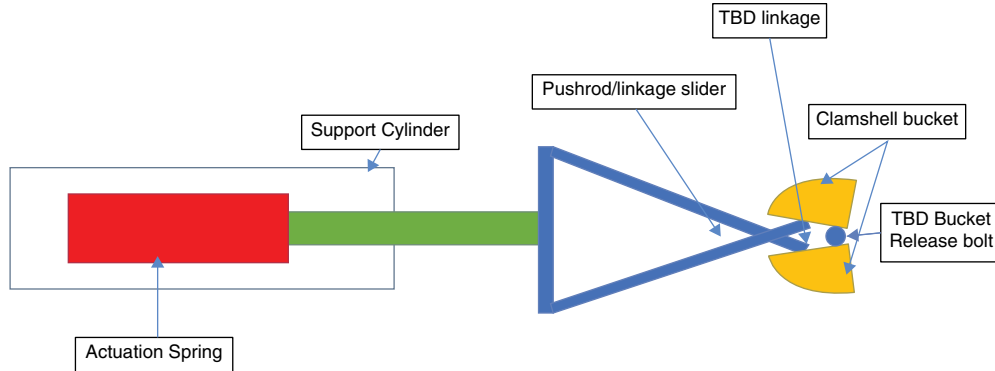 TBD linkage
Pushrod/linkage slider
Clamshell bucket
Support Cylinder
TBD Bucket
Release bolt
Actuation Spring